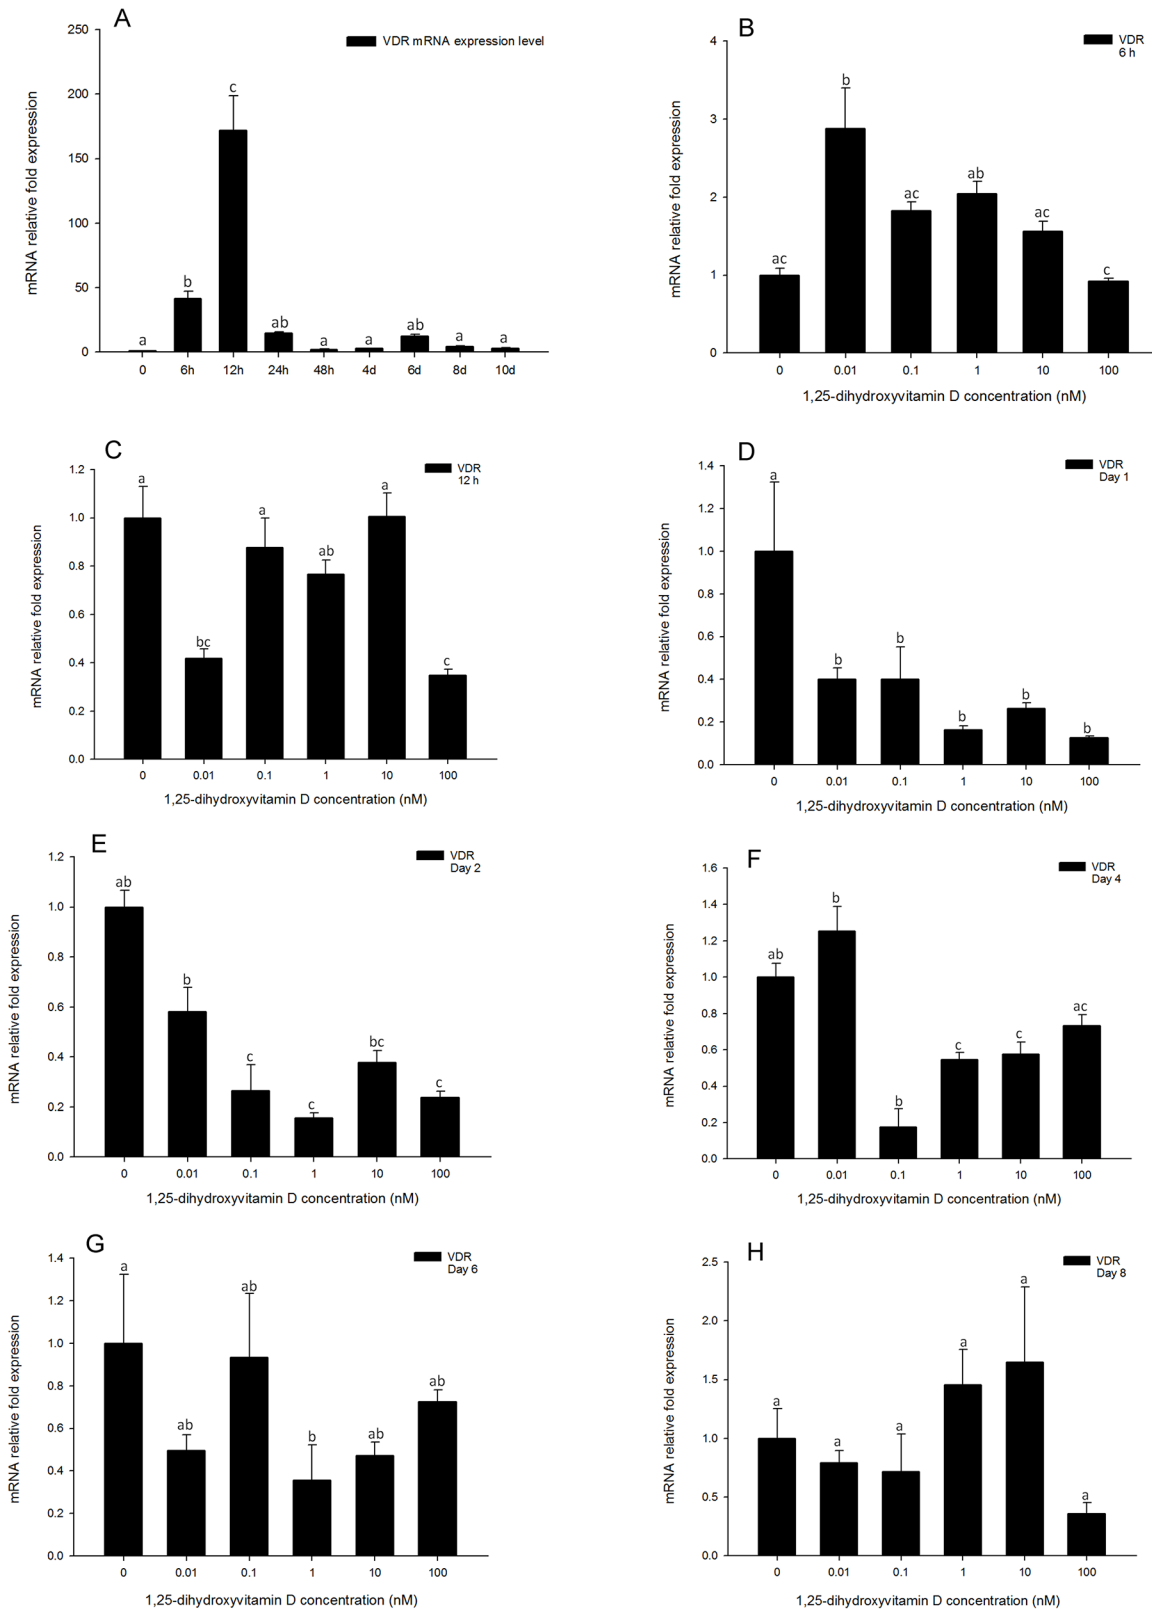 A
VDR mRNA expression level
mRNA relative fold expression
250
200
150
100
50
0
a
b
c
ab
a
a
ab
a
a
0 6h 12h 24h 48h 4d 6d 8d 10d
B
VDR
6 h
mRNA relative fold expression
4
3
2
1
0
ac
b
ac
ab
ac
c
0 0.01 0.1 1 10 100
1,25-dihydroxyvitamin D concentration (nM)
C
VDR
12 h
mRNA relative fold expression
1.2
1.0
0.8
0.6
0.4
0.2
0.0
a
bc
a
ab
a
c
0 0.01 0.1 1 10 100
1,25-dihydroxyvitamin D concentration (nM)
D
VDR
Day 1
mRNA relative fold expression
1.4
1.2
1.0
0.8
0.6
0.4
0.2
0.0
a
b
b
b
b
b
0 0.01 0.1 1 10 100
1,25-dihydroxyvitamin D concentration (nM)
E
VDR
Day 2
mRNA relative fold expression
1.2
1.0
0.8
0.6
0.4
0.2
0.0
ab
b
c
c
bc
c
0 0.01 0.1 1 10 100
1,25-dihydroxyvitamin D concentration (nM)
F
VDR
Day 4
mRNA relative fold expression
1.6
1.4
1.2
1.0
0.8
0.6
0.4
0.2
0.0
ab
b
b
c
c
ac
0 0.01 0.1 1 10 100
1,25-dihydroxyvitamin D concentration (nM)
G
VDR
Day 6
mRNA relative fold expression
1.4
1.2
1.0
0.8
0.6
0.4
0.2
0.0
a
ab
ab
b
ab
ab
0 0.01 0.1 1 10 100
1,25-dihydroxyvitamin D concentration (nM)
H
VDR
Day 8
mRNA relative fold expression
2.5
2.0
1.5
1.0
0.5
0.0
a
a
a
a
a
a
0 0.01 0.1 1 10 100
1,25-dihydroxyvitamin D concentration (nM)